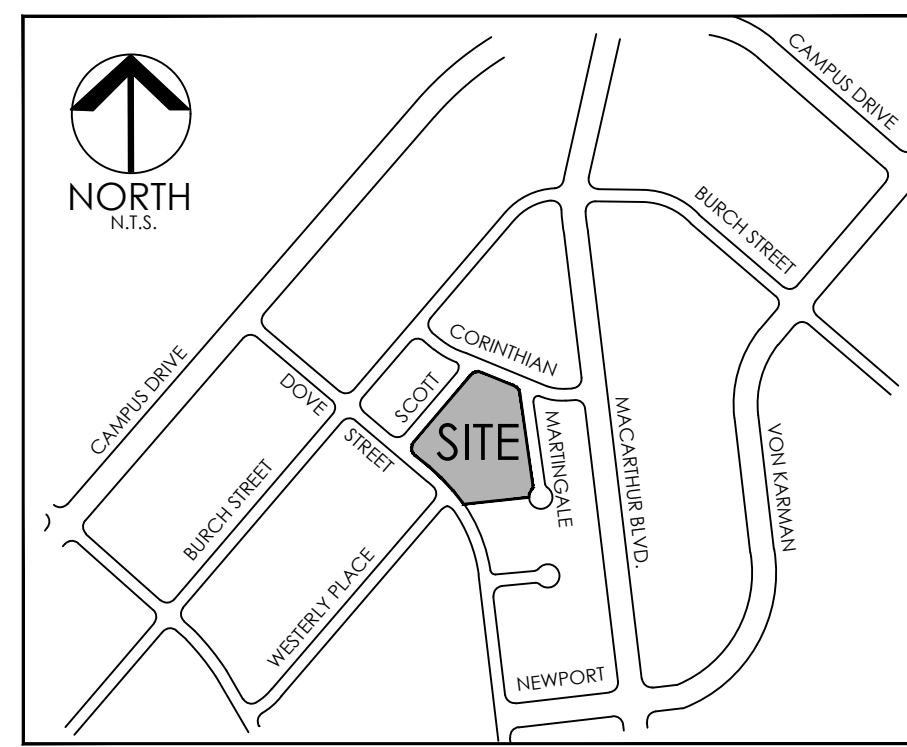 CAMPUS DRIVE
NORTH
N.T.S.
BURCH STREET
CORINTHIAN
CAMPUS DRIVE
DOVE
STREET
SCOTT
SITE
MARTINGALE
MACARTHUR BLVD.
VON KARMAN
BURCH STREET
WESTERLY PLACE
NEWPORT